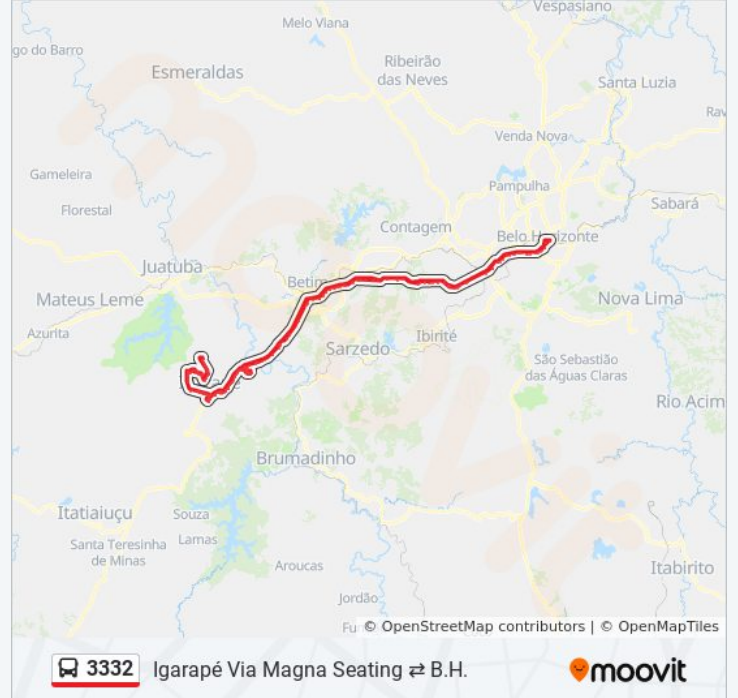 Vespasiano
Melo Viana
go do Barro
Ribeirão
das Neves
Esmeraldas
Santa Luzia
Rav
Venda Nova
Gameleira
Pampulha
Sabará
Florestal
Contagem
Belo Horizonte
Juatuba
Betim
Mateus Leme
Nova Lima
Azurita
Ibirité
Sarzedo
São Sebastião
das Águas Claras
Rio Acim
Brumadinho
Itatiaiuçu
Souza
Lamas
Santa Teresinha
de Minas
Aroucas
Itabirito
Jordão
Fu
© OpenStreetMap contributors | © OpenMapTiles
3332 Igarapé Via Magna Seating ⇄ B.H.
moovit